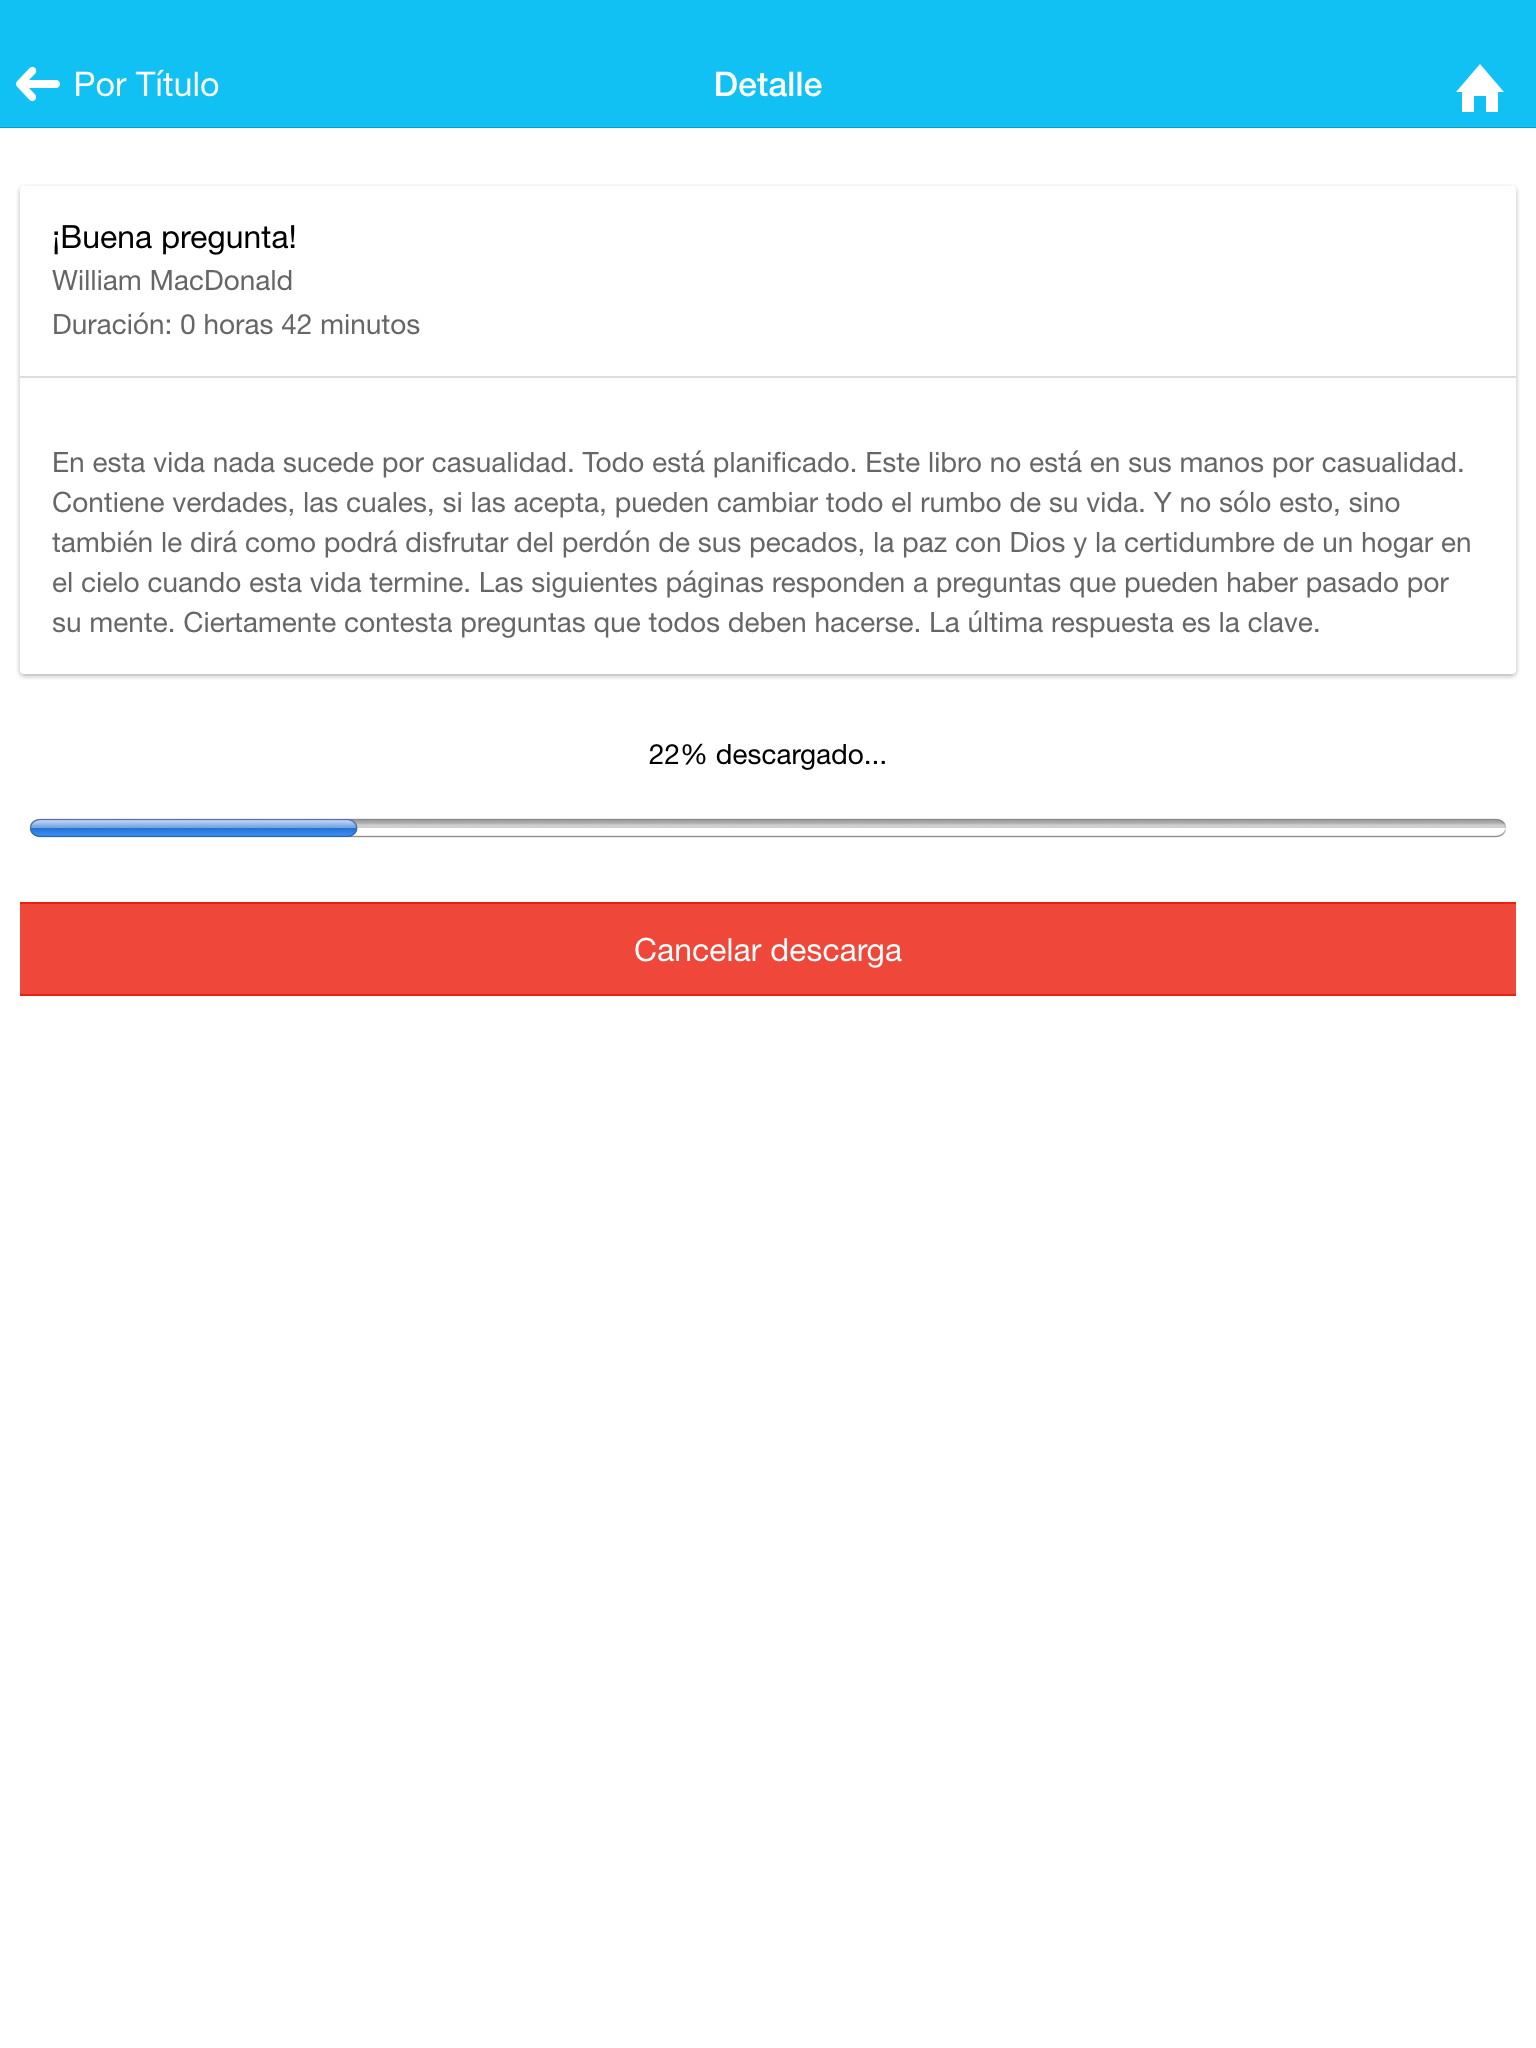 Por Título
Detalle
¡Buena pregunta!
William MacDonald
Duración: 0 horas 42 minutos
En esta vida nada sucede por casualidad. Todo está planificado. Este libro no está en sus manos por casualidad.
Contiene verdades, las cuales, si las acepta, pueden cambiar todo el rumbo de su vida. Y no sólo esto, sino
también le dirá como podrá disfrutar del perdón de sus pecados, la paz con Dios y la certidumbre de un hogar en
el cielo cuando esta vida termine. Las siguientes páginas responden a preguntas que pueden haber pasado por
su mente. Ciertamente contesta preguntas que todos deben hacerse. La última respuesta es la clave.
22% descargado...
Cancelar descarga